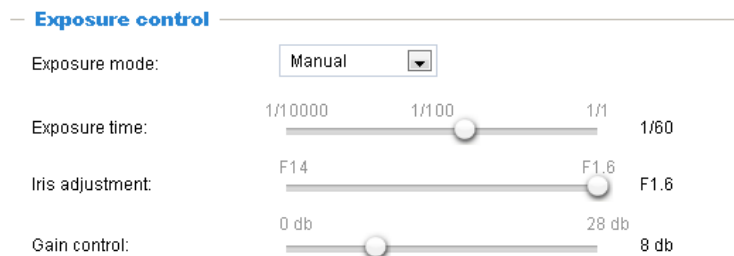 Exposure control
Exposure mode: Manual
1/10000 1/100 1/1
Exposure time: 1/60
F14 F1.6
Iris adjustment: F1.6
0 db 28 db
Gain control: 8 db